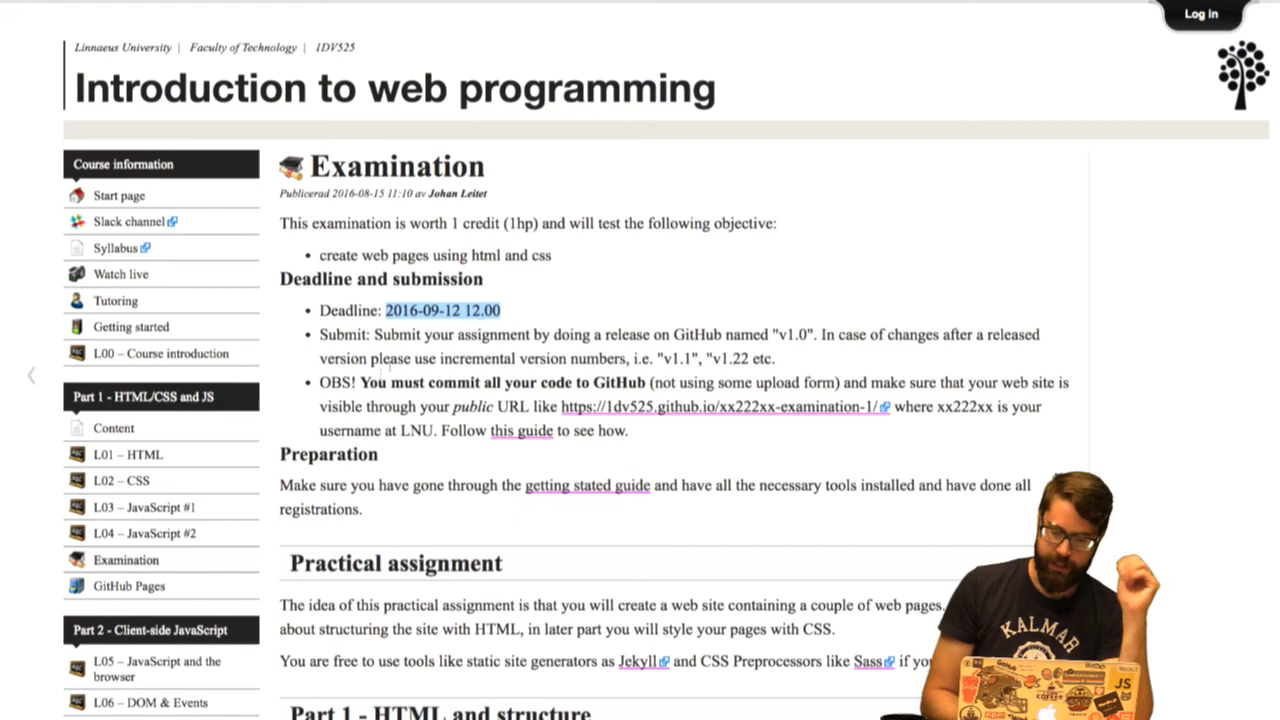 Log in
Linnaeus University | Faculty of Technology | 1DV525
Introduction to web programming
Course information
Start page
Slack channel
Syllabus
Watch live
Tutoring
Getting started
L00 – Course introduction
Part 1 - HTML/CSS and JS
Content
L01 – HTML
L02 – CSS
L03 – JavaScript #1
L04 – JavaScript #2
Examination
GitHub Pages
Part 2 - Client-side JavaScript
L05 – JavaScript and the
browser
L06 – DOM & Events
Examination
Publicerad 2016-08-15 11:10 av Johan Leitet
This examination is worth 1 credit (1hp) and will test the following objective:
• create web pages using html and css
Deadline and submission
• Deadline: 2016-09-12 12.00
• Submit: Submit your assignment by doing a release on GitHub named "v1.0". In case of changes after a released
version please use incremental version numbers, i.e. "v1.1", "v1.22 etc.
• OBS! You must commit all your code to GitHub (not using some upload form) and make sure that your web site is
visible through your public URL like https://1dv525.github.io/xx222xx-examination-1/ where xx222xx is your
username at LNU. Follow this guide to see how.
Preparation
Make sure you have gone through the getting stated guide and have all the necessary tools installed and have done all
registrations.
Practical assignment
The idea of this practical assignment is that you will create a web site containing a couple of web pages.
about structuring the site with HTML, in later part you will style your pages with CSS.
You are free to use tools like static site generators as Jekyll and CSS Preprocessors like Sass if you
Part 1 - HTML and structure
KALMAR
JS